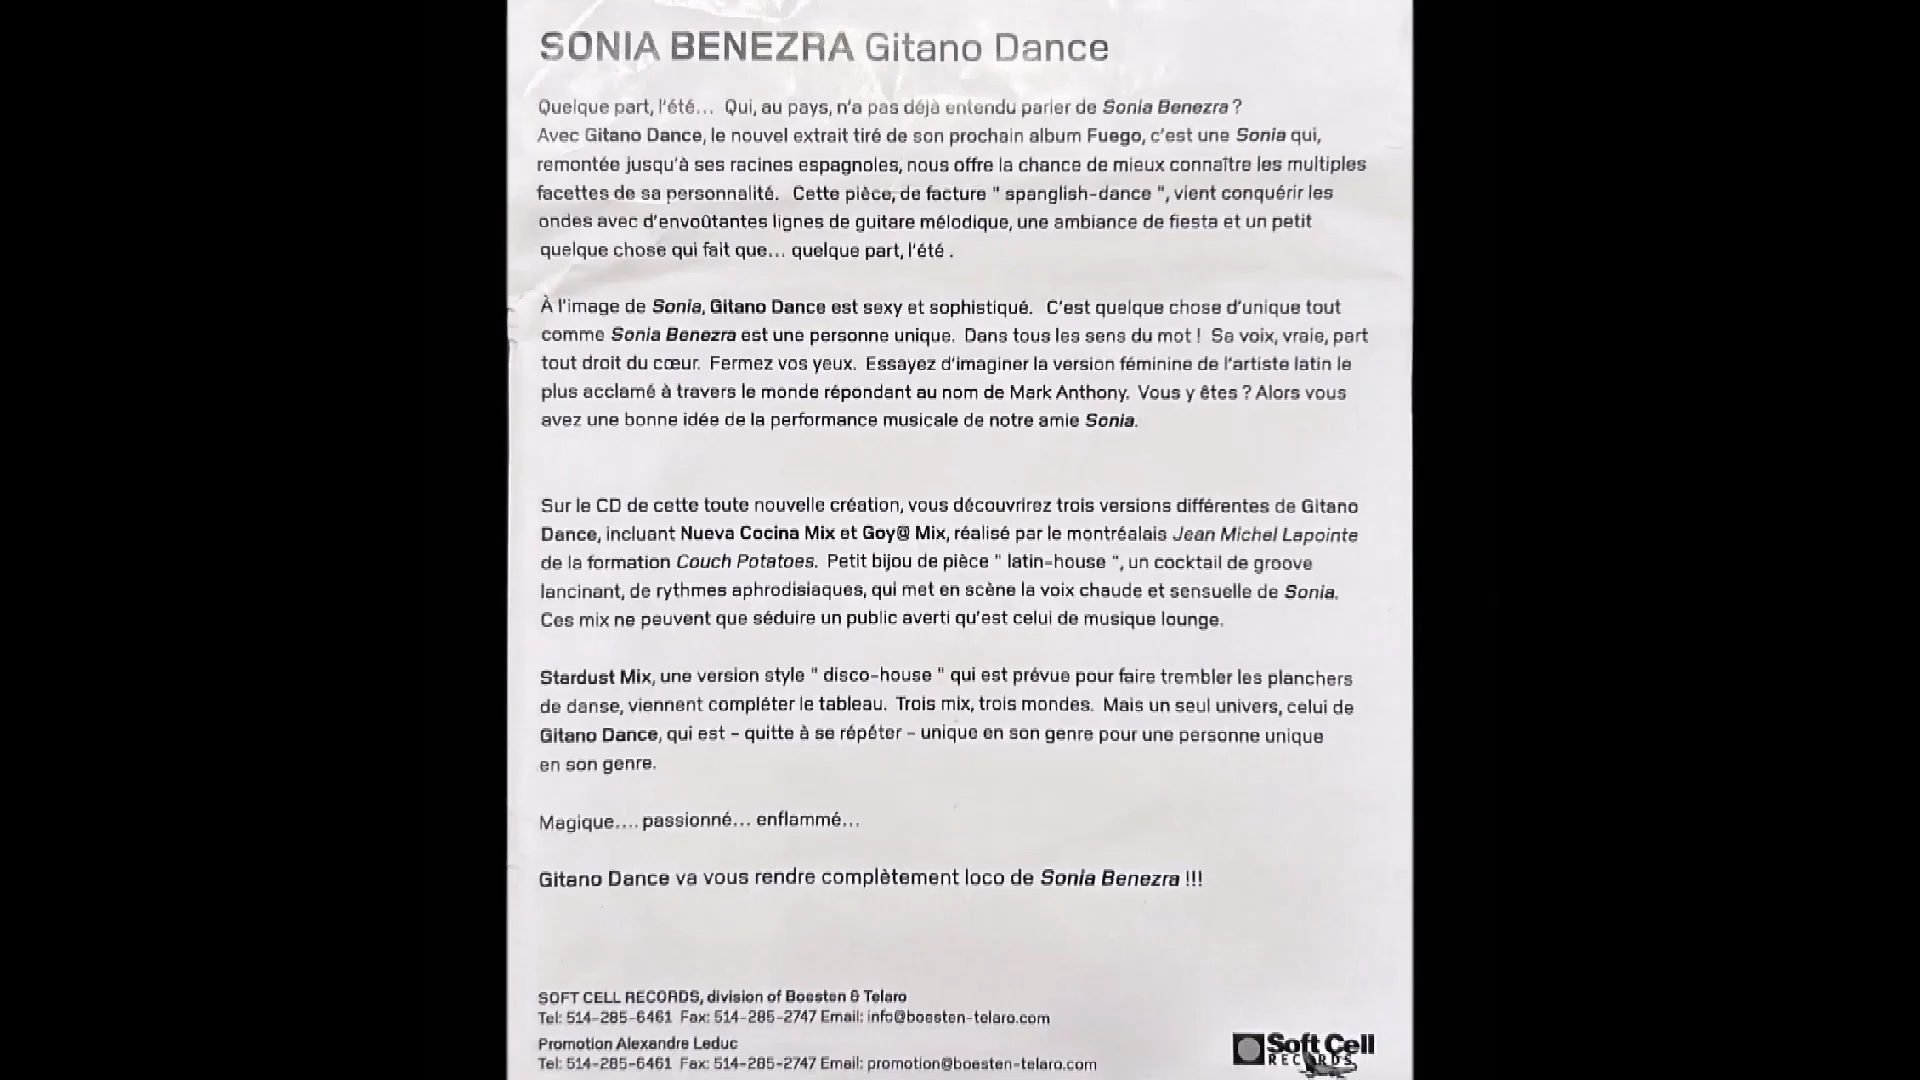 SONIA BENEZRA Gitano Dance
Quelque part, l'été... Qui, au pays, n'a pas déjà entendu parler de Sonia Benezra ?
Avec Gitano Dance, le nouvel extrait tiré de son prochain album Fuego, c'est une Sonia qui,
remontée jusqu'à ses racines espagnoles, nous offre la chance de mieux connaître les multiples
facettes de sa personnalité. Cette pièce, de facture " spanglish-dance ", vient conquérir les
ondes avec d'envoûtantes lignes de guitare mélodique, une ambiance de fiesta et un petit
quelque chose qui fait que... quelque part, l'été .
À l'image de Sonia, Gitano Dance est sexy et sophistiqué. C'est quelque chose d'unique tout
comme Sonia Benezra est une personne unique. Dans tous les sens du mot ! Sa voix, vraie, part
tout droit du cœur. Fermez vos yeux. Essayez d'imaginer la version féminine de l'artiste latin le
plus acclamé à travers le monde répondant au nom de Mark Anthony. Vous y êtes ? Alors vous
avez une bonne idée de la performance musicale de notre amie Sonia.
Sur le CD de cette toute nouvelle création, vous découvrirez trois versions différentes de Gitano
Dance, incluant Nueva Cocina Mix et Goy@ Mix, réalisé par le montréalais Jean Michel Lapointe
de la formation Couch Potatoes. Petit bijou de pièce " latin-house ", un cocktail de groove
lancinant, de rythmes aphrodisiaques, qui met en scène la voix chaude et sensuelle de Sonia.
Ces mix ne peuvent que séduire un public averti qu'est celui de musique lounge.
Stardust Mix, une version style " disco-house " qui est prévue pour faire trembler les planchers
de danse, viennent compléter le tableau. Trois mix, trois mondes. Mais un seul univers, celui de
Gitano Dance, qui est - quitte à se répéter - unique en son genre pour une personne unique
en son genre.
Magique.... passionné... enflammé...
Gitano Dance va vous rendre complètement loco de Sonia Benezra !!!
SOFT CELL RECORDS, division of Boesten & Telaro
Tel: 514-285-6461 Fax: 514-285-2747 Email: info@boesten-telaro.com
Promotion Alexandre Leduc
Tel: 514-285-6461 Fax: 514-285-2747 Email: promotion@boesten-telaro.com
Soft Cell
RECORDS